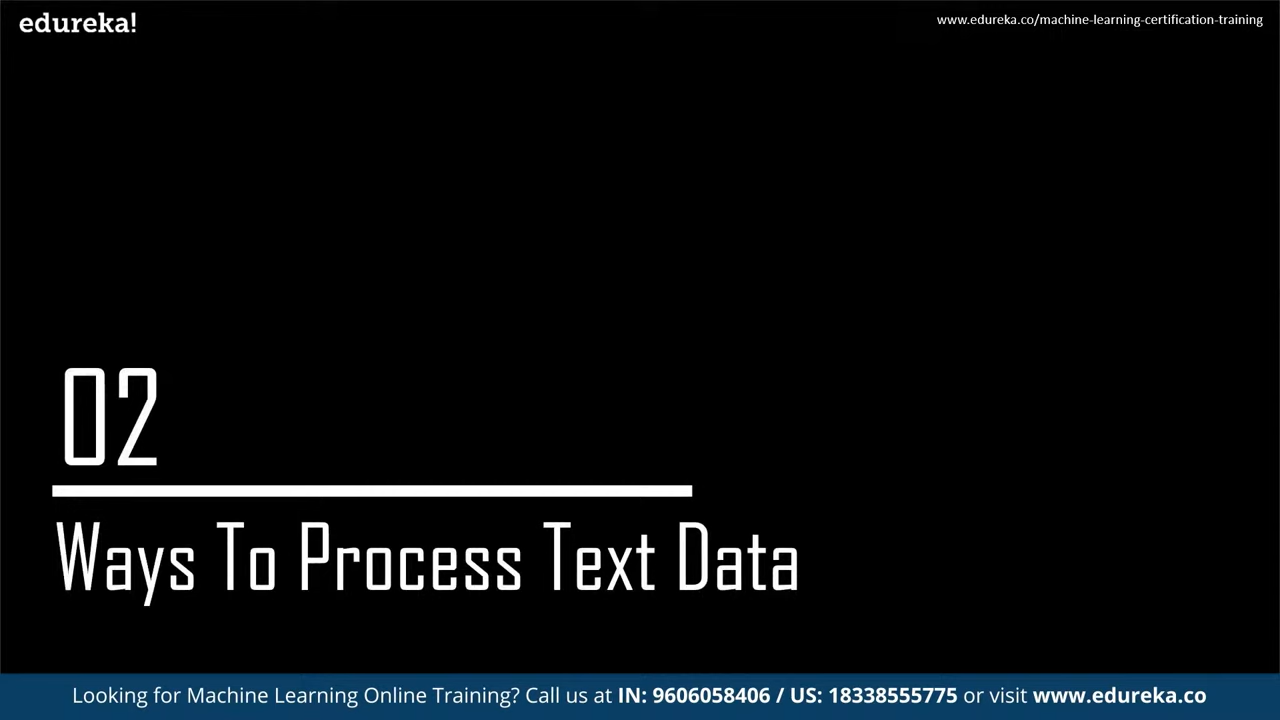 edureka!
www.edureka.co/machine-learning-certification-training
02
Ways To Process Text Data
Looking for Machine Learning Online Training? Call us at IN: 9606058406 / US: 18338555775 or visit www.edureka.co